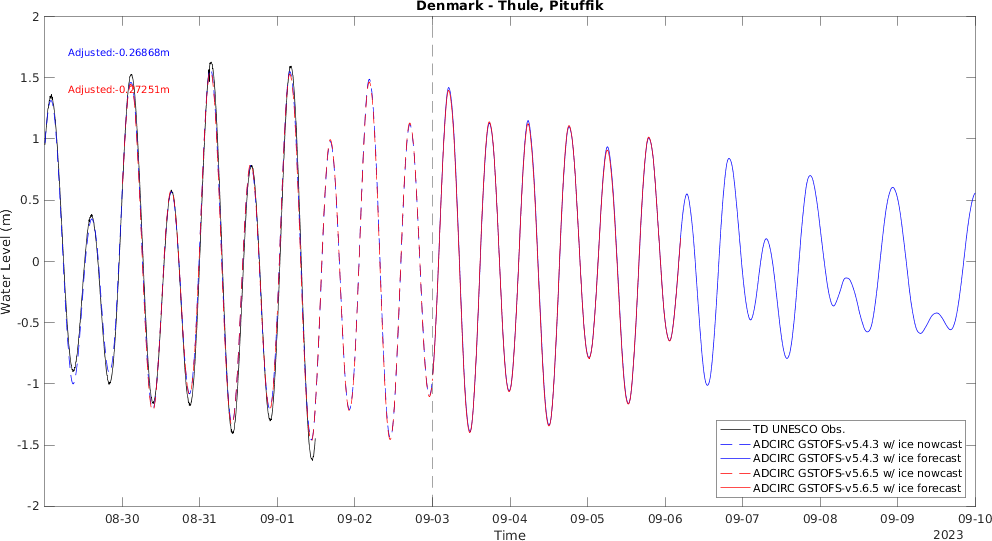 Denmark - Thule, Pituffik
Adjusted:-0.26868m
Adjusted:-0.27251m
Water Level (m)
2
1.5
1
0.5
0
-0.5
-1
-1.5
-2
TD UNESCO Obs.
ADCIRC GSTOFS-v5.4.3 w/ ice nowcast
ADCIRC GSTOFS-v5.4.3 w/ ice forecast
ADCIRC GSTOFS-v5.6.5 w/ ice nowcast
ADCIRC GSTOFS-v5.6.5 w/ ice forecast
08-30 08-31 09-01 09-02 09-03 09-04 09-05 09-06 09-07 09-08 09-09 09-10
Time
2023